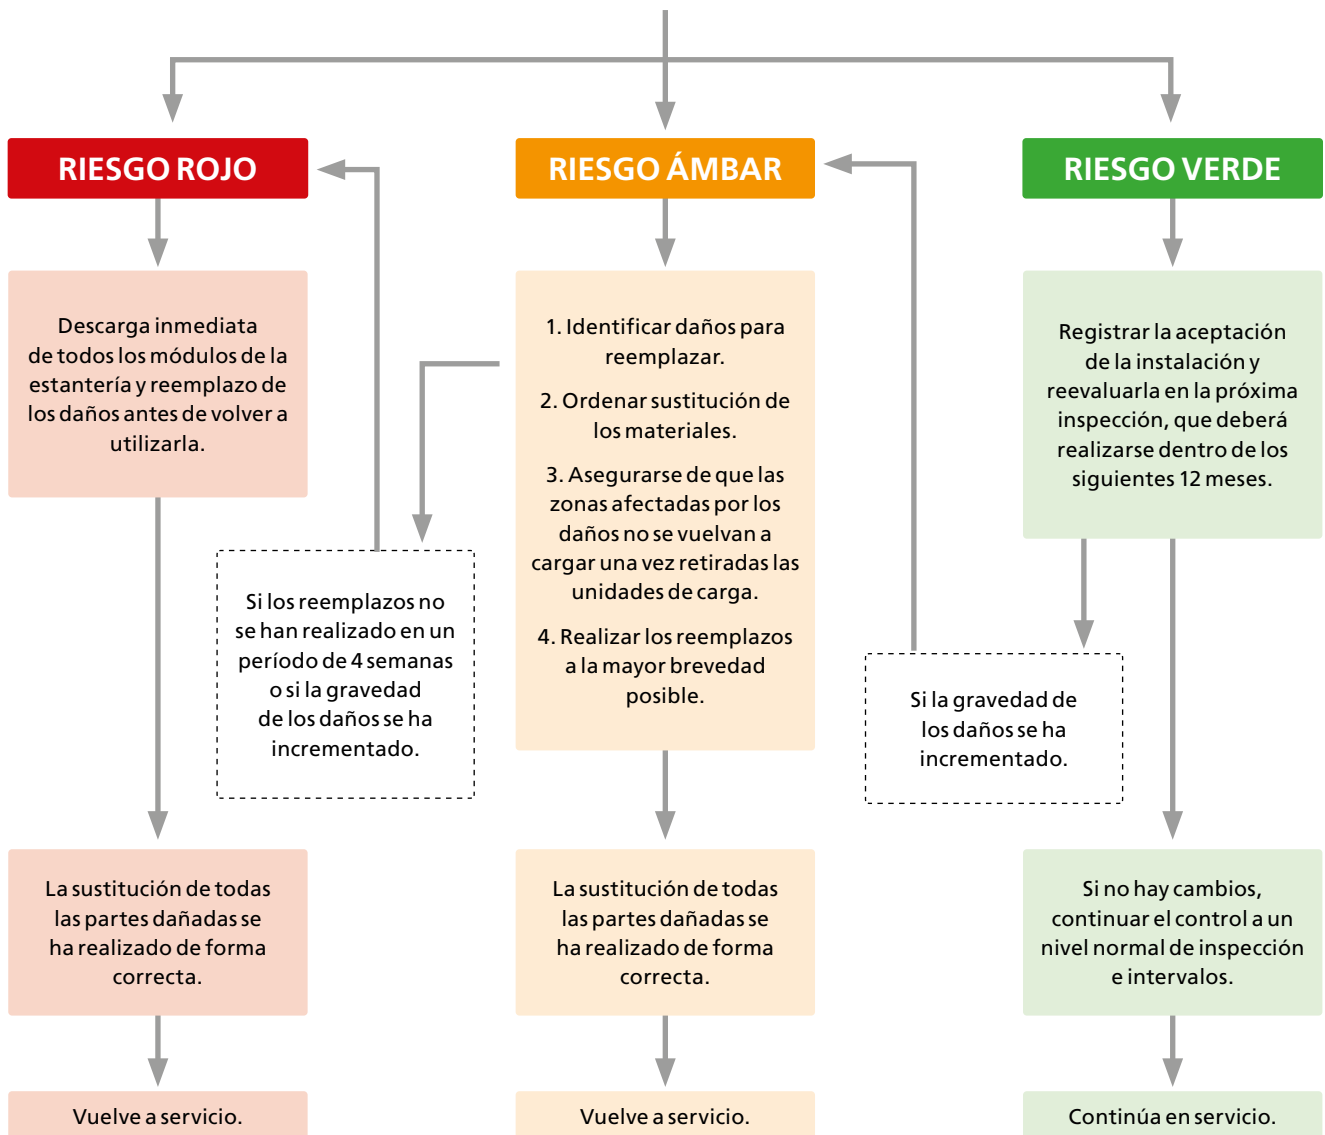 RIESGO ROJO
RIESGO ÁMBAR
RIESGO VERDE
Descarga inmediata
de todos los módulos de la
estantería y reemplazo de
los daños antes de volver a
utilizarla.
1. Identificar daños para
reemplazar.
2. Ordenar sustitución de
los materiales.
3. Asegurarse de que las
zonas afectadas por los
daños no se vuelvan a
cargar una vez retiradas las
unidades de carga.
4. Realizar los reemplazos
a la mayor brevedad
posible.
Registrar la aceptación
de la instalación y
reevaluarla en la próxima
inspección, que deberá
realizarse dentro de los
siguientes 12 meses.
Si los reemplazos no
se han realizado en un
período de 4 semanas
o si la gravedad
de los daños se ha
incrementado.
Si la gravedad de
los daños se ha
incrementado.
La sustitución de todas
las partes dañadas se
ha realizado de forma
correcta.
La sustitución de todas
las partes dañadas se
ha realizado de forma
correcta.
Si no hay cambios,
continuar el control a un
nivel normal de inspección
e intervalos.
Vuelve a servicio.
Vuelve a servicio.
Continúa en servicio.